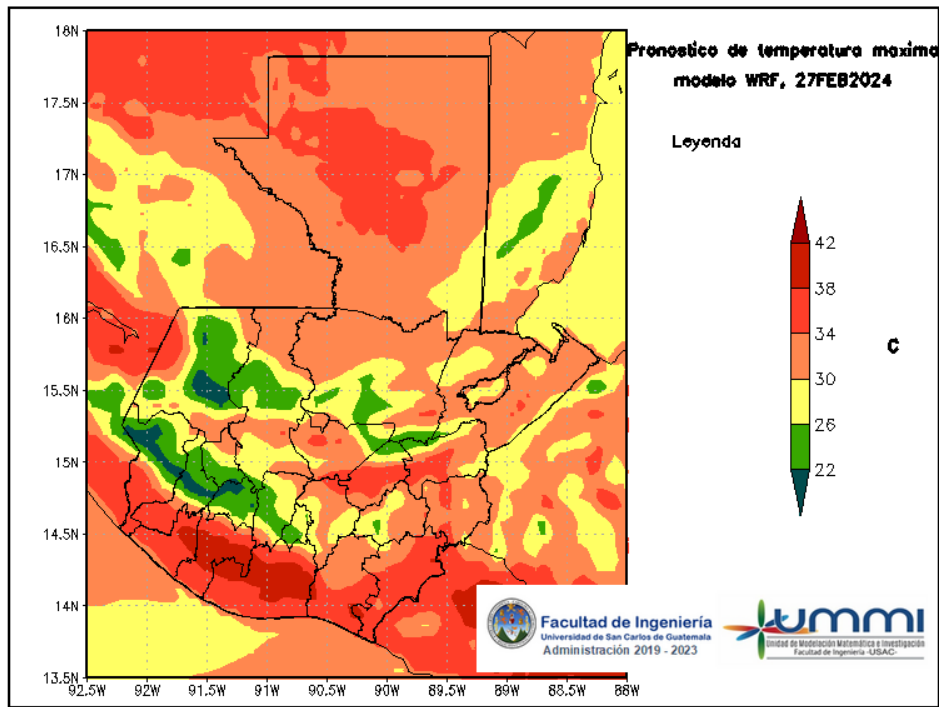 Pronostico de temperatura maxima
modelo WRF, 27FEB2024
Leyenda
42
38
34
30
26
22
C
18N
17.5N
17N
16.5N
16N
15.5N
15N
14.5N
14N
13.5N
92.5W
92W
91.5W
91W
90.5W
90W
89.5W
89W
88.5W
88W
Facultad de Ingeniería
Universidad de San Carlos de Guatemala
Administración 2019 - 2023
UMMI
Unidad de Modelación Matemática e Investigación
Facultad de Ingeniería -USAC-